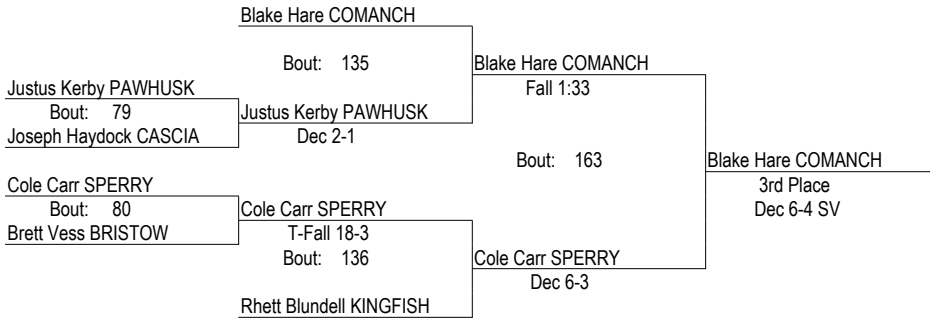 Blake Hare COMANCH
Bout: 135
Blake Hare COMANCH
Justus Kerby PAWHUSK
Fall 1:33
Bout: 79
Justus Kerby PAWHUSK
Joseph Haydock CASCIA
Dec 2-1
Bout: 163
Blake Hare COMANCH
Cole Carr SPERRY
3rd Place
Bout: 80
Cole Carr SPERRY
Dec 6-4 SV
Brett Vess BRISTOW
T-Fall 18-3
Bout: 136
Cole Carr SPERRY
Dec 6-3
Rhett Blundell KINGFISH